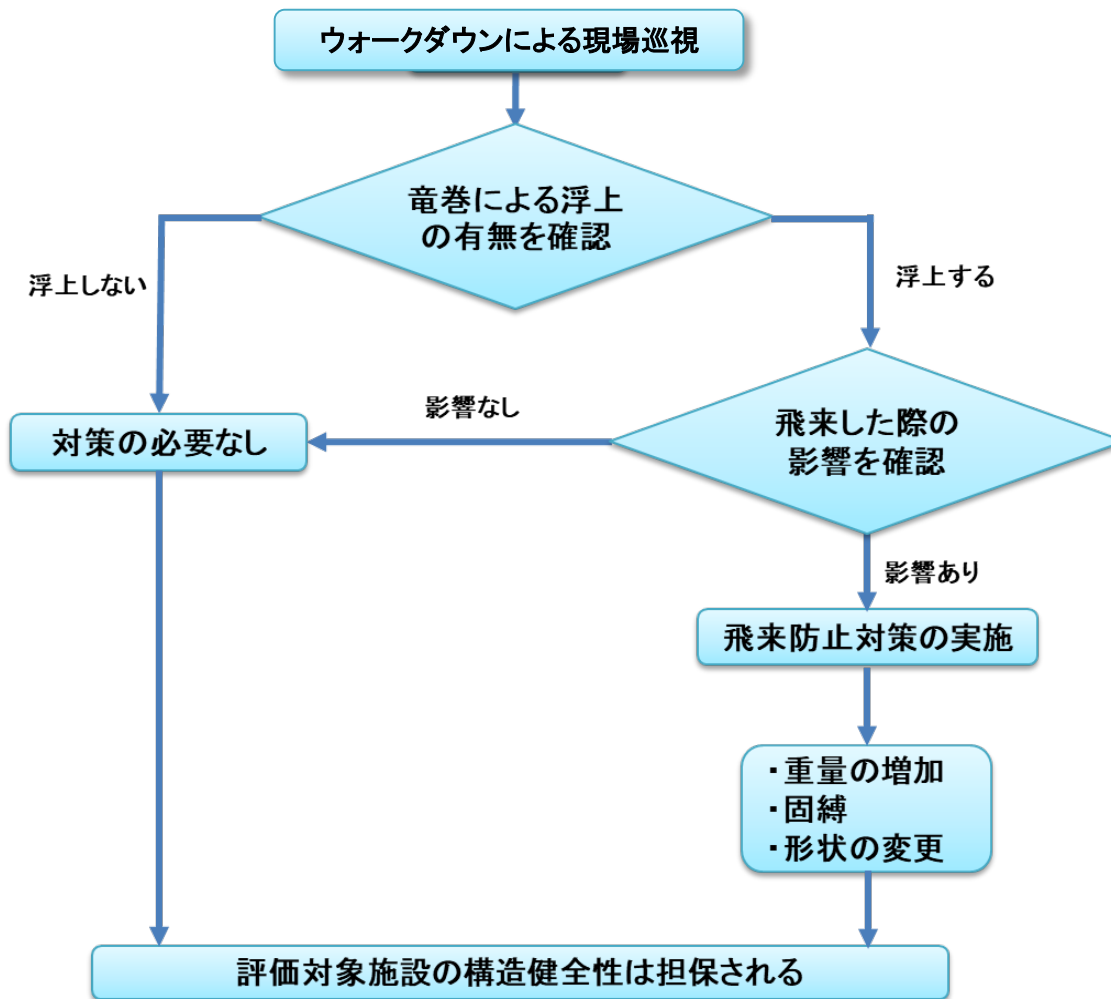 ウォークダウンによる現場巡視
竜巻による浮上
の有無を確認
浮上しない
浮上する
影響なし
対策の必要なし
飛来した際の
影響を確認
影響あり
飛来防止対策の実施
・重量の増加
・固縛
・形状の変更
評価対象施設の構造健全性は担保される